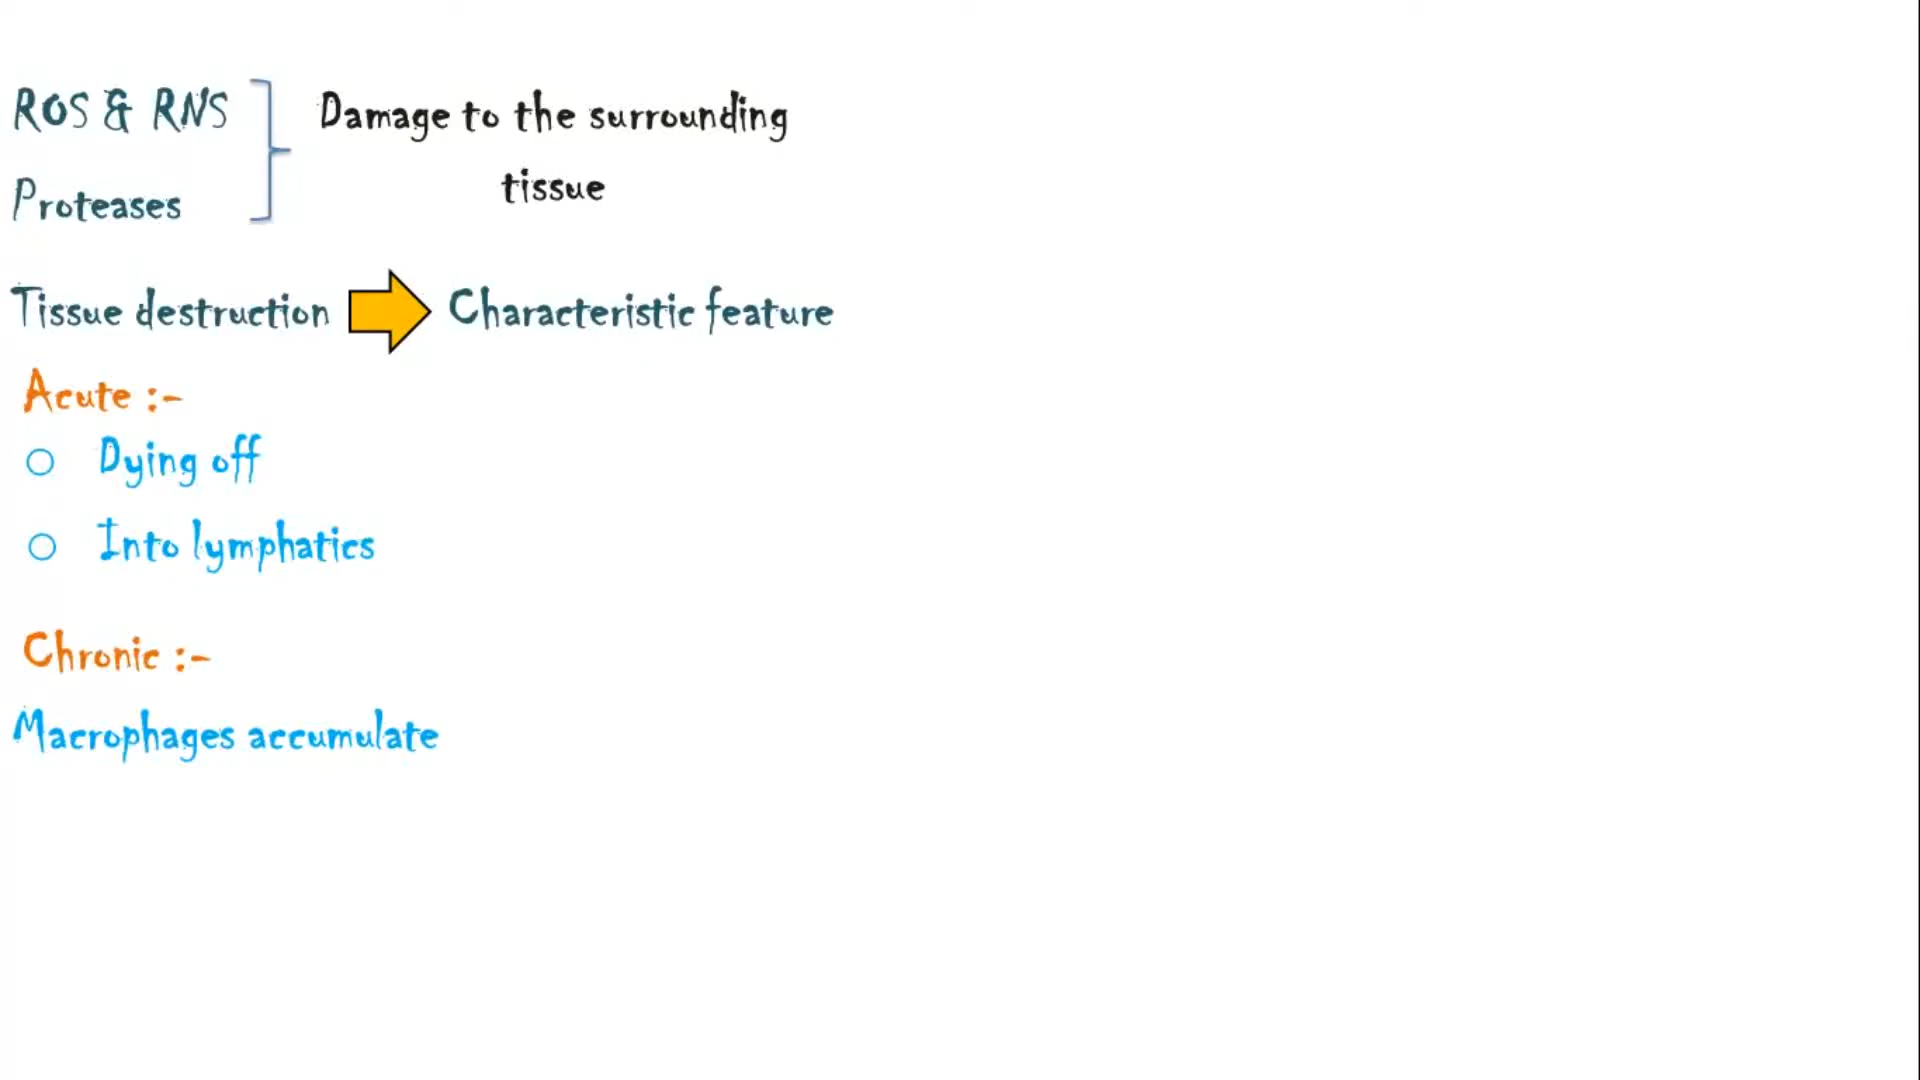 ROS & RNS
Proteases
Damage to the surrounding
tissue
Tissue destruction
Characteristic feature
Acute :-
Dying off
Into lymphatics
Chronic :-
Macrophages accumulate